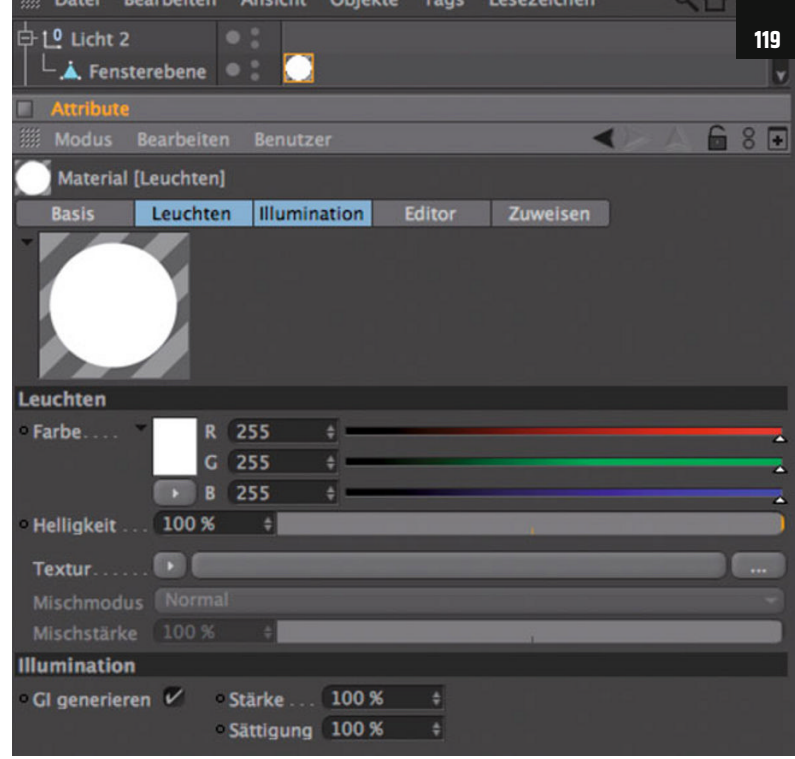 Datei Bearbeiten Ansicht Objekte Tags Lesezeichen
119
Licht 2
Fensterebene
Attribute
Modus Bearbeiten Benutzer
Material [Leuchten]
Basis Leuchten Illumination Editor Zuweisen
Leuchten
Farbe.... R 255
G 255
B 255
Helligkeit ... 100 %
Textur...... ...
Mischmodus Normal
Mischstärke 100 %
Illumination
GI generieren Stärke ... 100 %
Sättigung 100 %